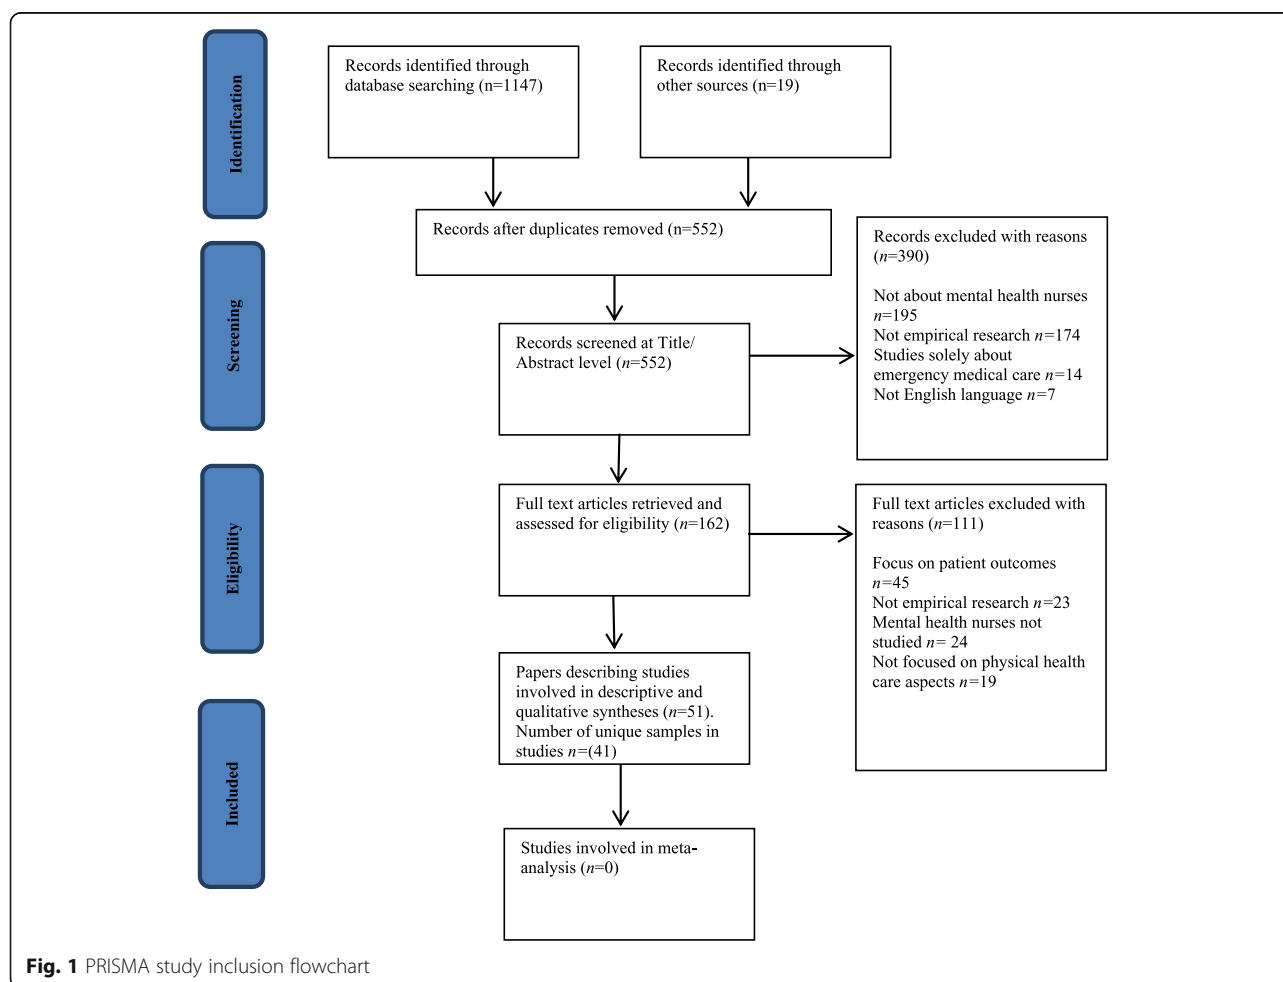 Identification
Records identified through
database searching (n=1147)
Records identified through
other sources (n=19)
Records after duplicates removed (n=552)
Screening
Records screened at Title/
Abstract level (n=552)
Records excluded with reasons
(n=390)
Not about mental health nurses
n=195
Not empirical research n=174
Studies solely about
emergency medical care n=14
Not English language n=7
Eligibility
Full text articles retrieved and
assessed for eligibility (n=162)
Full text articles excluded with
reasons (n=111)
Focus on patient outcomes
n=45
Not empirical research n=23
Mental health nurses not
studied n= 24
Not focused on physical health
care aspects n=19
Included
Papers describing studies
involved in descriptive and
qualitative syntheses (n=51).
Number of unique samples in
studies n=(41)
Studies involved in meta-
analysis (n=0)
Fig. 1 PRISMA study inclusion flowchart